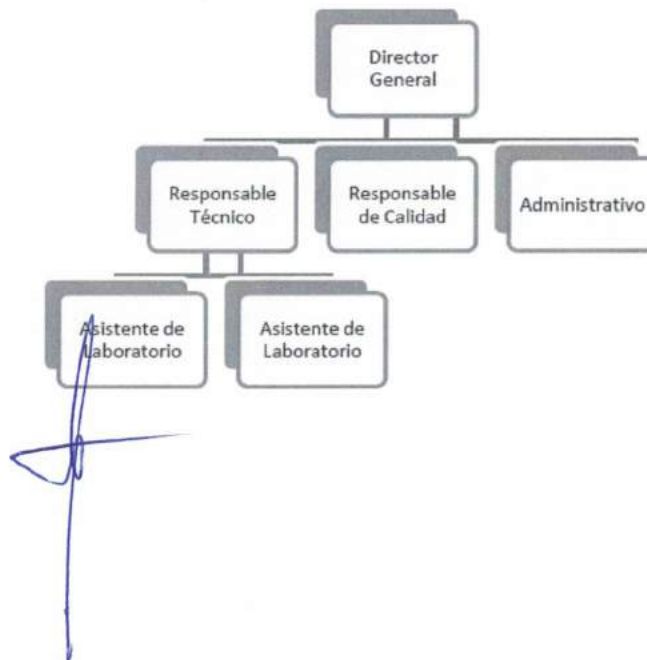 Director
General
Responsable
Técnico
Responsable
de Calidad
Administrativo
Asistente de
Laboratorio
Asistente de
Laboratorio